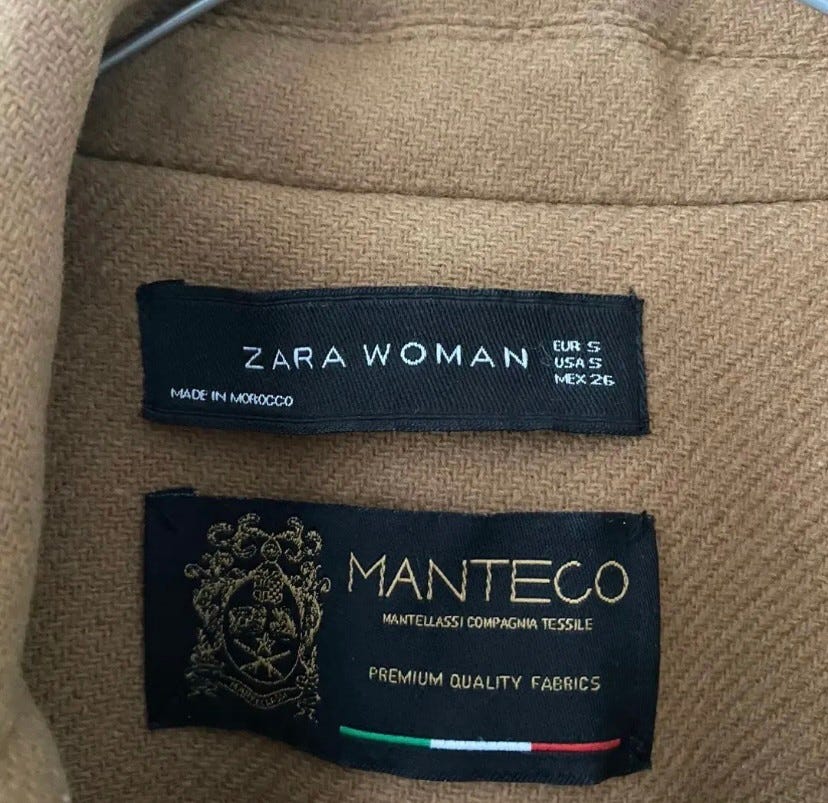 ZARA WOMAN
EUR S
USA S
MEX 26
MADE IN MOROCCO
MANTECO
MANTELLASSI COMPAGNIA TESSILE
PREMIUM QUALITY FABRICS